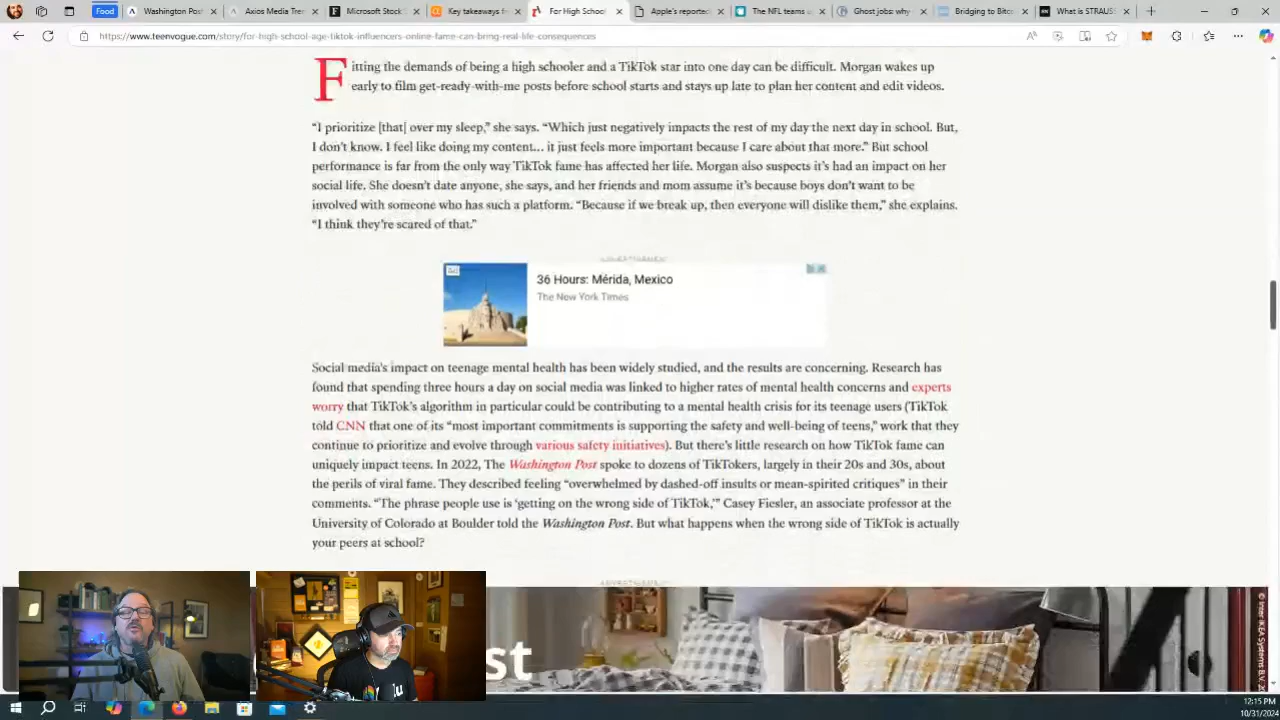 Food
Washington Post
Axios Media Tren
Microsoft Stock
Key takeaways f
For High School
Apple's reported
The NFL teams a
Ghost jobs: why
Bridging to Bitc
What is STRAUS
https://www.teenvogue.com/story/for-high-school-age-tiktok-influencers-online-fame-can-bring-real-life-consequences
Fitting the demands of being a high schooler and a TikTok star into one day can be difficult. Morgan wakes up
early to film get-ready-with-me posts before school starts and stays up late to plan her content and edit videos.
“I prioritize [that] over my sleep,” she says. “Which just negatively impacts the rest of my day the next day in school. But,
I don’t know. I feel like doing my content… it just feels more important because I care about that more.” But school
performance is far from the only way TikTok fame has affected her life. Morgan also suspects it’s had an impact on her
social life. She doesn’t date anyone, she says, and her friends and mom assume it’s because boys don’t want to be
involved with someone who has such a platform. “Because if we break up, then everyone will dislike them,” she explains.
“I think they’re scared of that.”
ADVERTISEMENT
Ad
36 Hours: Mérida, Mexico
The New York Times
Social media’s impact on teenage mental health has been widely studied, and the results are concerning. Research has
found that spending three hours a day on social media was linked to higher rates of mental health concerns and experts
worry that TikTok’s algorithm in particular could be contributing to a mental health crisis for its teenage users (TikTok
told CNN that one of its “most important commitments is supporting the safety and well-being of teens,” work that they
continue to prioritize and evolve through various safety initiatives). But there’s little research on how TikTok fame can
uniquely impact teens. In 2022, The Washington Post spoke to dozens of TikTokers, largely in their 20s and 30s, about
the perils of viral fame. They described feeling “overwhelmed by dashed-off insults or mean-spirited critiques” in their
comments. “The phrase people use is ‘getting on the wrong side of TikTok,’” Casey Fiesler, an associate professor at the
University of Colorado at Boulder told the Washington Post. But what happens when the wrong side of TikTok is actually
your peers at school?
ADVERTISEMENT
st
© Inter IKEA Systems B.V. 20
12:15 PM
10/31/2024